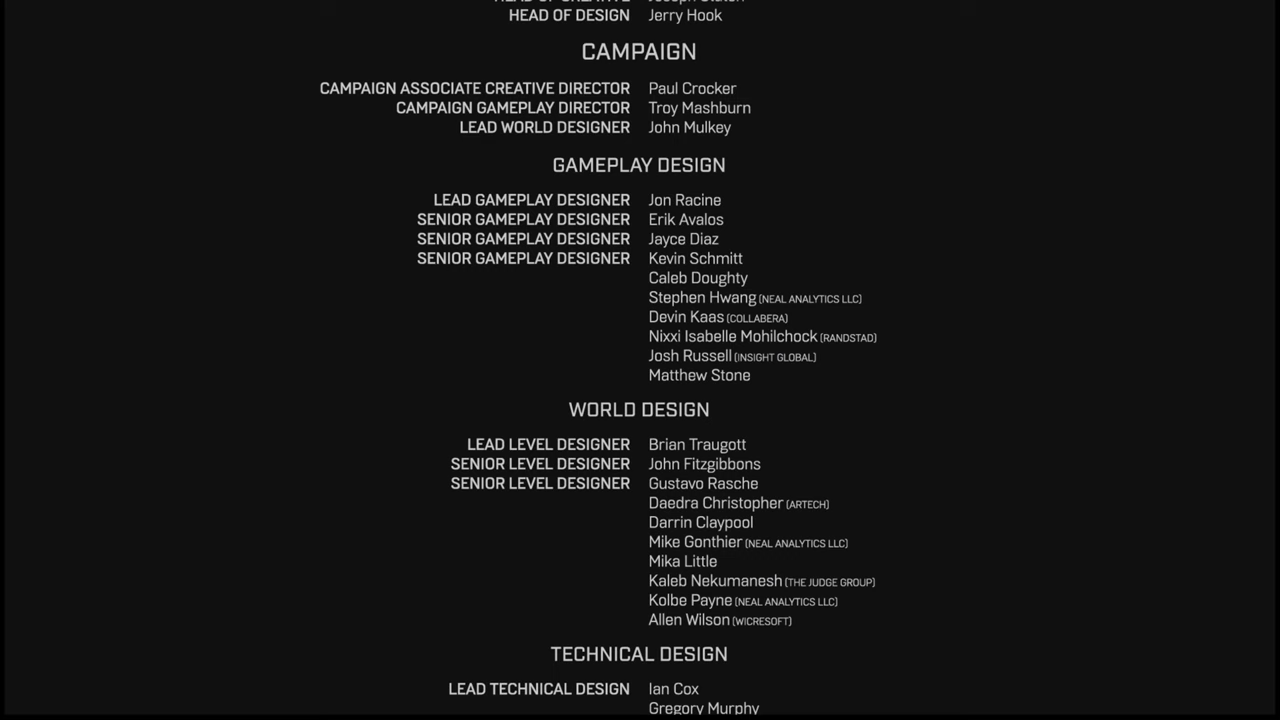 HEAD OF CREATIVE Joseph Staten
HEAD OF DESIGN Jerry Hook
CAMPAIGN
CAMPAIGN ASSOCIATE CREATIVE DIRECTOR Paul Crocker
CAMPAIGN GAMEPLAY DIRECTOR Troy Mashburn
LEAD WORLD DESIGNER John Mulkey
GAMEPLAY DESIGN
LEAD GAMEPLAY DESIGNER Jon Racine
SENIOR GAMEPLAY DESIGNER Erik Avalos
SENIOR GAMEPLAY DESIGNER Jayce Diaz
SENIOR GAMEPLAY DESIGNER Kevin Schmitt
Caleb Doughty
Stephen Hwang (NEAL ANALYTICS LLC)
Devin Kaas (COLLABERA)
Nixxi Isabelle Mohilchock (RANDSTAD)
Josh Russell (INSIGHT GLOBAL)
Matthew Stone
WORLD DESIGN
LEAD LEVEL DESIGNER Brian Traugott
SENIOR LEVEL DESIGNER John Fitzgibbons
SENIOR LEVEL DESIGNER Gustavo Rasche
Daedra Christopher (ARTECH)
Darrin Claypool
Mike Gonthier (NEAL ANALYTICS LLC)
Mika Little
Kaleb Nekumanesh (THE JUDGE GROUP)
Kolbe Payne (NEAL ANALYTICS LLC)
Allen Wilson (WICRESOFT)
TECHNICAL DESIGN
LEAD TECHNICAL DESIGN Ian Cox
Gregory Murphy